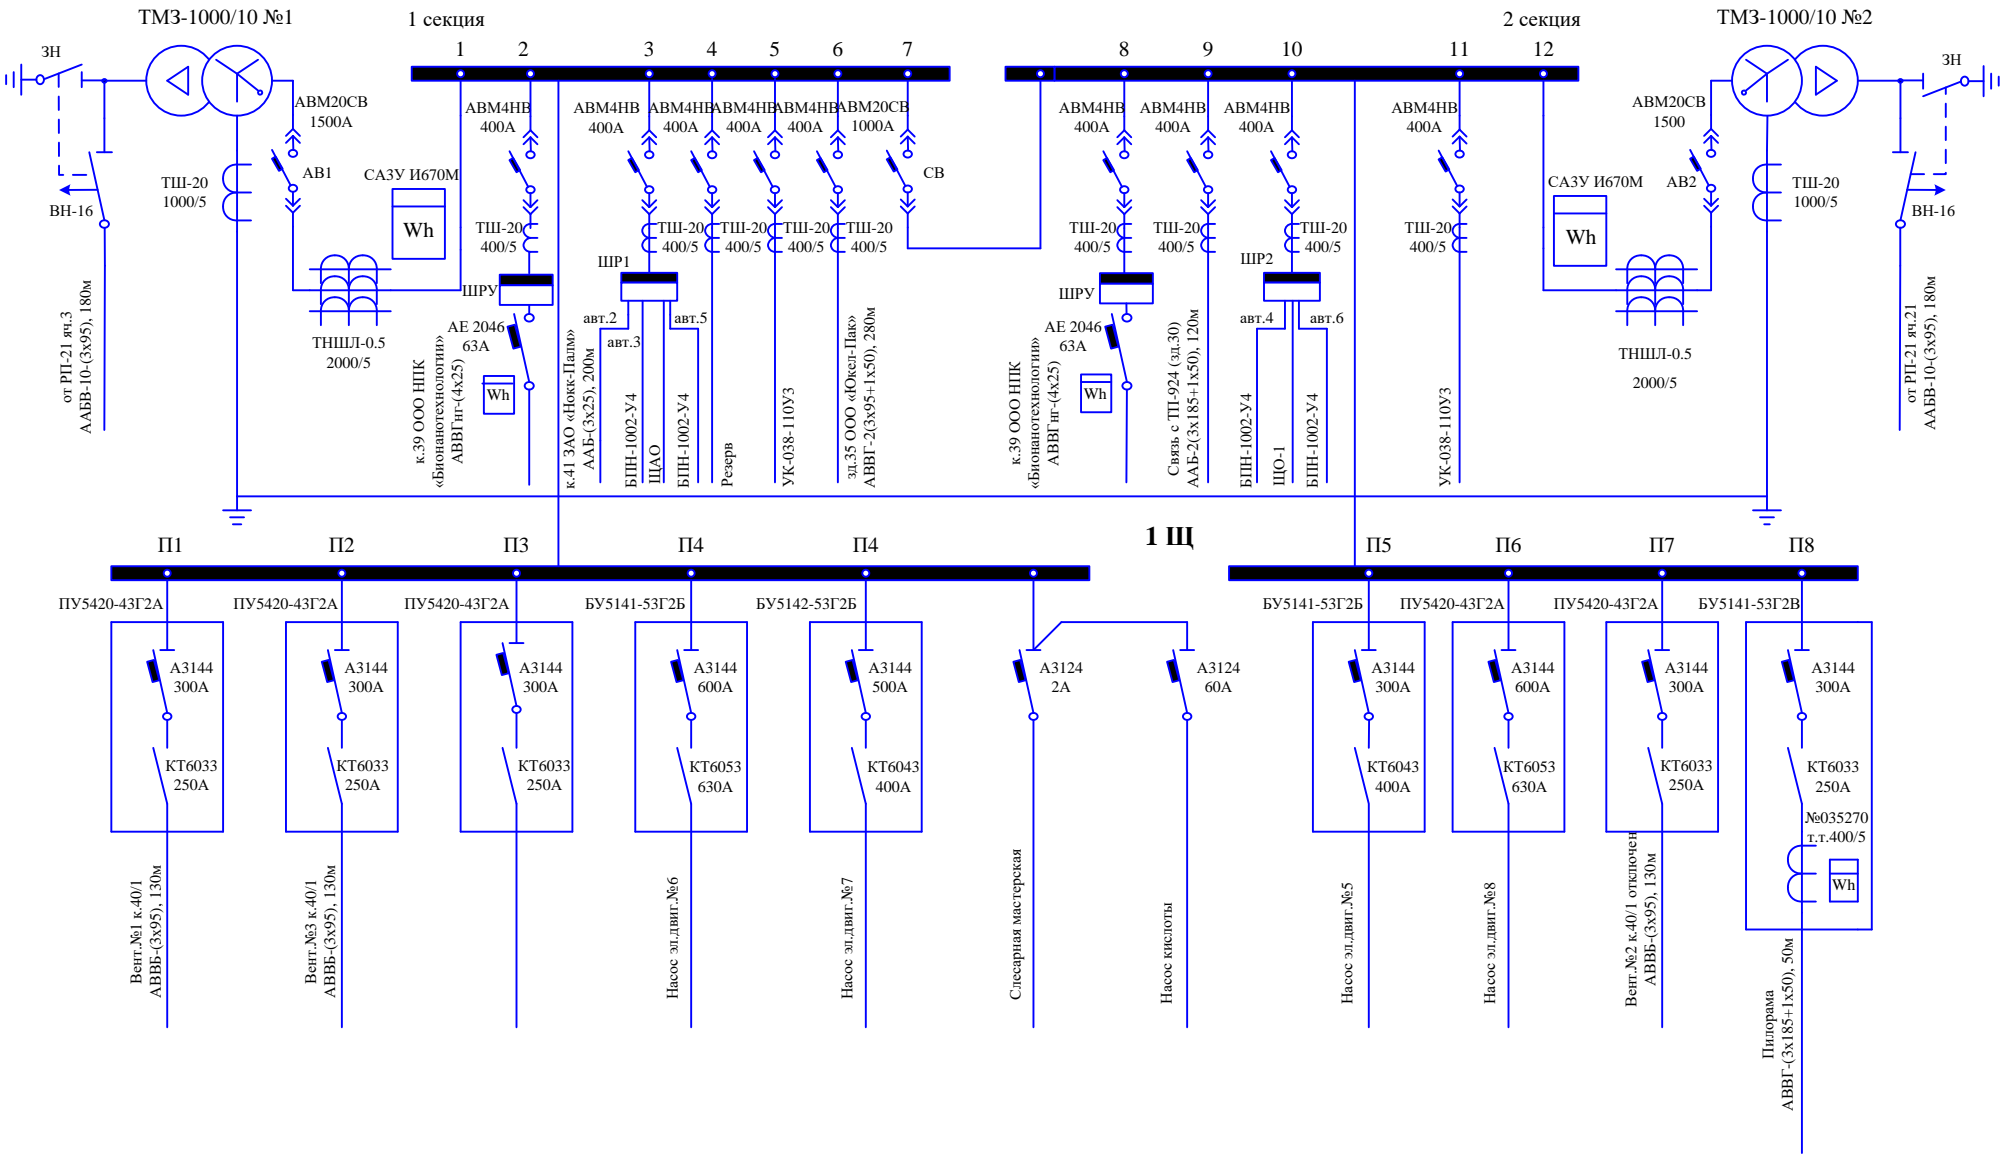 ТМЗ-1000/10 №1
1 секция
2 секция
ТМЗ-1000/10 №2
1
2
3
4
5
6
7
8
9
10
11
12
ЗН
АВМ20СВ
1500А
АВ1
ТШ-20
1000/5
ВН-16
САЗУ И670М
Wh
ТНШЛ-0.5
2000/5
от РП-21 яч.3
ААБВ-10-(3х95), 180м
АВМ4НВ
400А
ТШ-20
400/5
ШРУ
АЕ 2046
63А
Wh
к.39 ООО НПК
«Бионанотехнологии»
АВВГнг-(4х25)
к.41 ЗАО «Нокк-Палм»
ААБ-(3х25), 200м
АВМ4НВ
400А
ТШ-20
400/5
ШР1
авт.2
авт.3
авт.5
БПН-1002-У4
ЩАО
БПН-1002-У4
АВМ4НВ
400А
ТШ-20
400/5
Резерв
АВМ4НВ
400А
ТШ-20
400/5
УК-038-110У3
АВМ4НВ
400А
ТШ-20
400/5
зд.35 ООО «Юкел-Пак»
АВВГ-2(3х95+1х50), 280м
АВМ20СВ
1000А
СВ
АВМ4НВ
400А
ТШ-20
400/5
ШРУ
АЕ 2046
63А
Wh
к.39 ООО НПК
«Бионанотехнологии»
АВВГнг-(4х25)
АВМ4НВ
400А
ТШ-20
400/5
Связь с ТП-924 (зд.30)
ААБ-2(3х185+1х50), 120м
АВМ4НВ
400А
ТШ-20
400/5
ШР2
авт.4
авт.6
БПН-1002-У4
ЩО-1
БПН-1002-У4
АВМ4НВ
400А
ТШ-20
400/5
УК-038-110У3
САЗУ И670М
Wh
ТНШЛ-0.5
2000/5
АВМ20СВ
1500
АВ2
ТШ-20
1000/5
ЗН
ВН-16
от РП-21 яч.21
ААБВ-10-(3х95), 180м
1 Щ
П1
П2
П3
П4
П4
П5
П6
П7
П8
ПУ5420-43Г2А
А3144
300А
КТ6033
250А
Вент.№1 к.40/1
АВВБ-(3х95), 130м
ПУ5420-43Г2А
А3144
300А
КТ6033
250А
Вент.№3 к.40/1
АВВБ-(3х95), 130м
ПУ5420-43Г2А
А3144
300А
КТ6033
250А
БУ5141-53Г2Б
А3144
600А
КТ6053
630А
Насос эл.двиг.№6
БУ5142-53Г2Б
А3144
500А
КТ6043
400А
Насос эл.двиг.№7
А3124
2А
Слесарная мастерская
А3124
60А
Насос кислоты
БУ5141-53Г2Б
А3144
300А
КТ6043
400А
Насос эл.двиг.№5
ПУ5420-43Г2А
А3144
600А
КТ6053
630А
Насос эл.двиг.№8
ПУ5420-43Г2А
А3144
300А
КТ6033
250А
Вент.№2 к.40/1 отключен
АВВБ-(3х95), 130м
БУ5141-53Г2В
А3144
300А
КТ6033
250А
№035270
т.т.400/5
Wh
Пилорама
АВВГ-(3х185+1х50), 50м